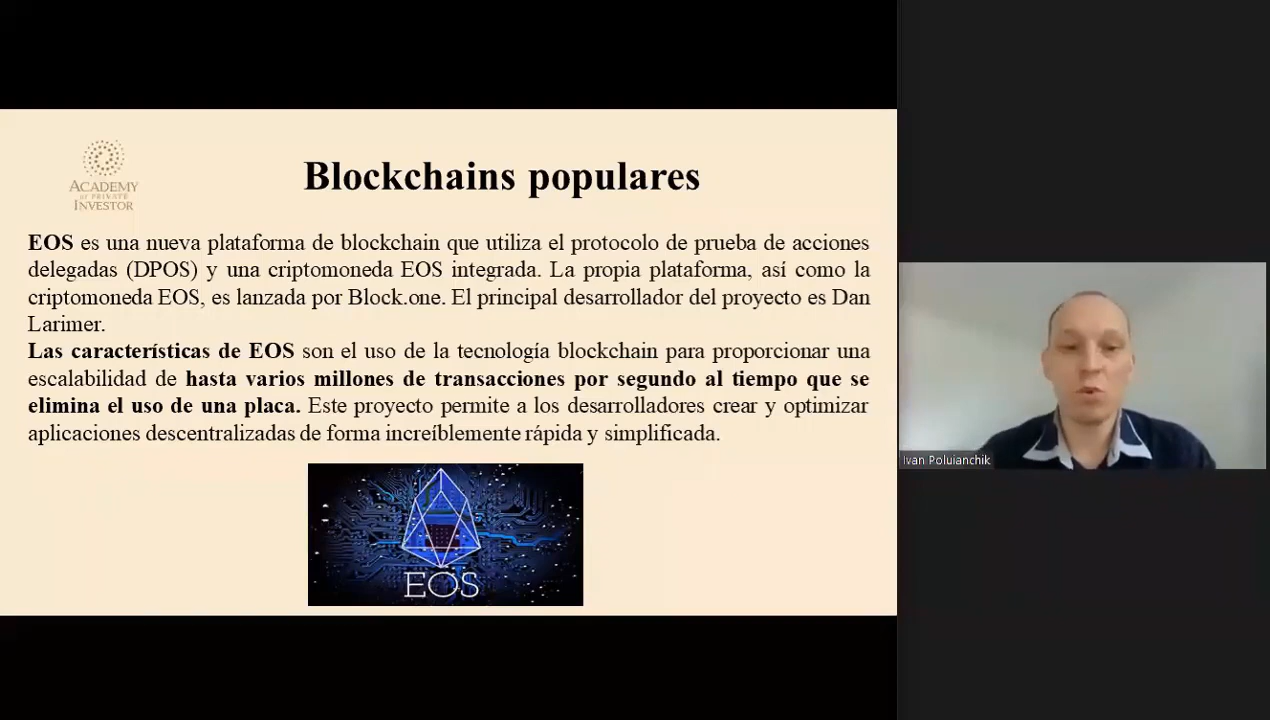 ACADEMY
OF PRIVATE
INVESTOR
Blockchains populares
EOS es una nueva plataforma de blockchain que utiliza el protocolo de prueba de acciones
delegadas (DPOS) y una criptomoneda EOS integrada. La propia plataforma, así como la
criptomoneda EOS, es lanzada por Block.one. El principal desarrollador del proyecto es Dan
Larimer.
Las características de EOS son el uso de la tecnología blockchain para proporcionar una
escalabilidad de hasta varios millones de transacciones por segundo al tiempo que se
elimina el uso de una placa. Este proyecto permite a los desarrolladores crear y optimizar
aplicaciones descentralizadas de forma increíblemente rápida y simplificada.
EOS
Ivan Poluianchik